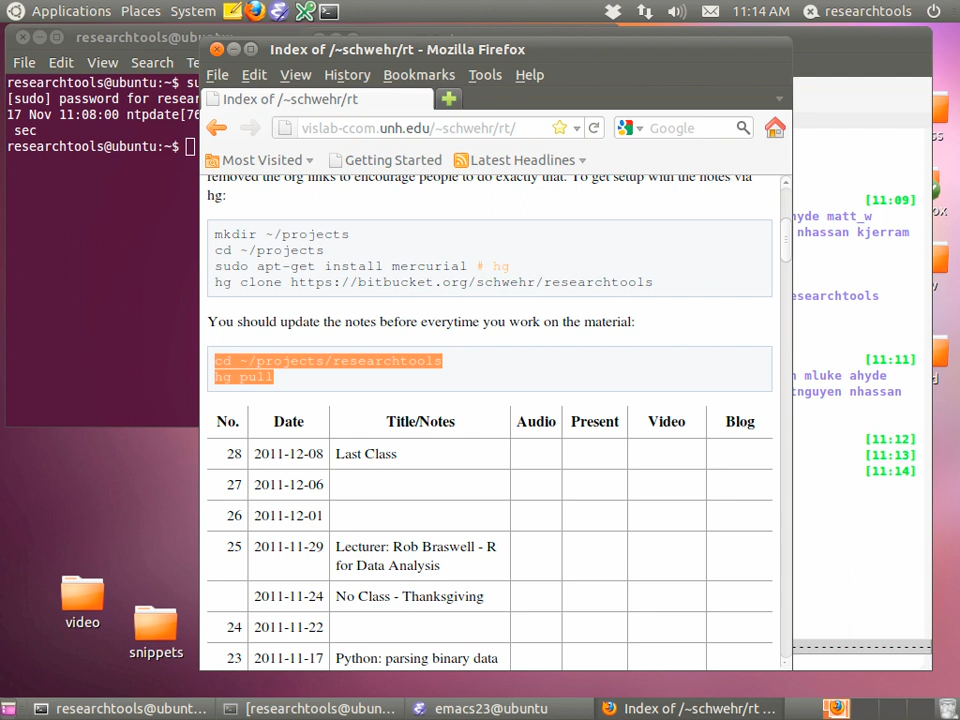 Applications Places System 11:14 AM researchtools
researchtools@ubuntu:
Index of /~schwehr/rt - Mozilla Firefox
File Edit View Search Te
File Edit View History Bookmarks Tools Help
researchtools@ubuntu:~$ su
[sudo] password for resear
17 Nov 11:08:00 ntpdate[76
sec
researchtools@ubuntu:~$
Index of /~schwehr/rt
vislab-ccom.unh.edu/~schwehr/rt/ Google
Most Visited Getting Started Latest Headlines
removed the org links to encourage people to do exactly that. To get setup with the notes via
hg:
mkdir ~/projects
cd ~/projects
sudo apt-get install mercurial # hg
hg clone https://bitbucket.org/schwehr/researchtools
You should update the notes before everytime you work on the material:
cd ~/projects/researchtools
hg pull
No. Date Title/Notes Audio Present Video Blog
28 2011-12-08 Last Class
27 2011-12-06
26 2011-12-01
25 2011-11-29 Lecturer: Rob Braswell - R
for Data Analysis
2011-11-24 No Class - Thanksgiving
24 2011-11-22
23 2011-11-17 Python: parsing binary data
[11:09]
hyde matt_w
nhassan kjerram
esearchtools
[11:11]
n mluke ahyde
tnguyen nhassan
[11:12]
[11:13]
[11:14]
video
snippets
researchtools@ubuntu... [researchtools@ubun... emacs23@ubuntu Index of /~schwehr/rt ...